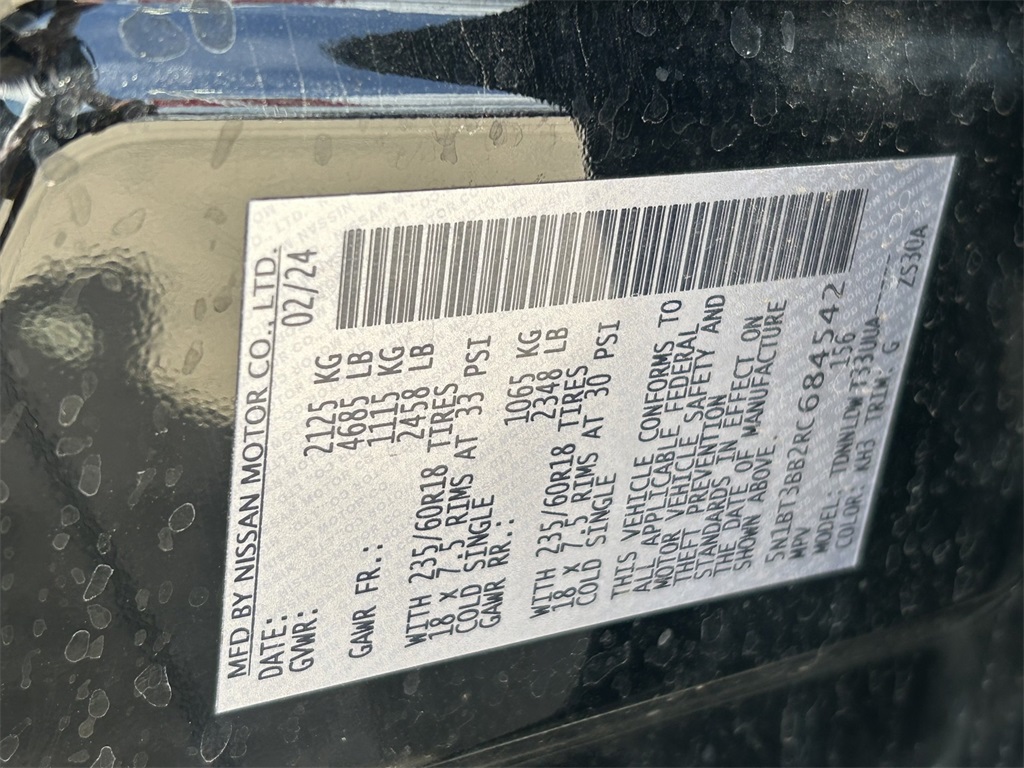 MFD BY NISSAN MOTOR CO., LTD.
DATE: 02/24
GVWR: 2125 KG
4685 LB
GAWR FR.: 1115 KG
2458 LB
WITH 235/60R18 TIRES
18 X 7.5 RIMS AT 33 PSI
COLD SINGLE
GAWR RR.: 1065 KG
2348 LB
WITH 235/60R18 TIRES
18 X 7.5 RIMS AT 30 PSI
COLD SINGLE
THIS VEHICLE CONFORMS TO
ALL APPLICABLE FEDERAL
MOTOR VEHICLE SAFETY AND
THEFT PREVENTION
STANDARDS IN EFFECT ON
THE DATE OF MANUFACTURE
SHOWN ABOVE.
5N1BT3BB2RC684542
MPV 156
MODEL: TDNNLDWT33UUA-----
COLOR: KH3 TRIM: G ZS30A